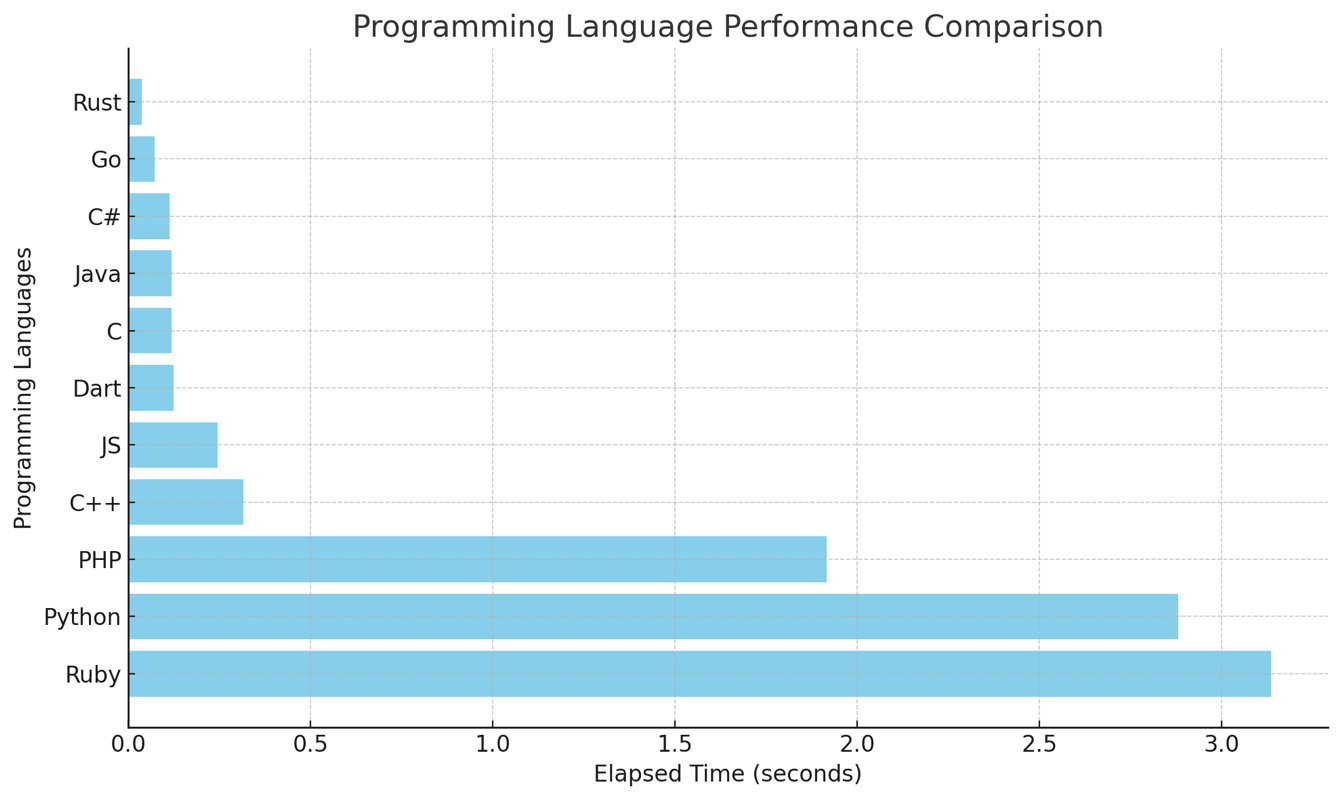 Programming Language Performance Comparison
Programming Languages
Rust
Go
C#
Java
C
Dart
JS
C++
PHP
Python
Ruby
0.0 0.5 1.0 1.5 2.0 2.5 3.0
Elapsed Time (seconds)